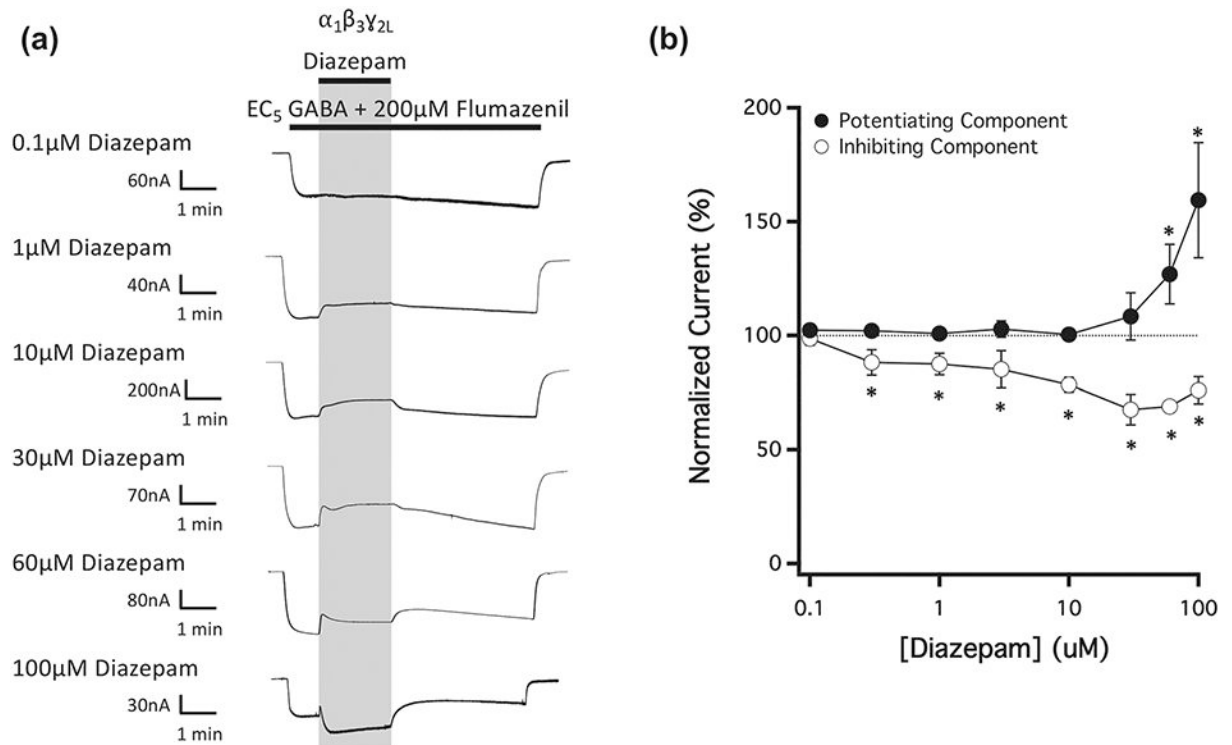 (a)
α1β3γ2L
Diazepam
EC5 GABA + 200μM Flumazenil
0.1μM Diazepam
60nA
1 min
1μM Diazepam
40nA
1 min
10μM Diazepam
200nA
1 min
30μM Diazepam
70nA
1 min
60μM Diazepam
80nA
1 min
100μM Diazepam
30nA
1 min
(b)
Potentiating Component
Inhibiting Component
Normalized Current (%)
200
150
100
50
0
* * *
* * * * * * *
0.1 1 10 100
[Diazepam] (uM)